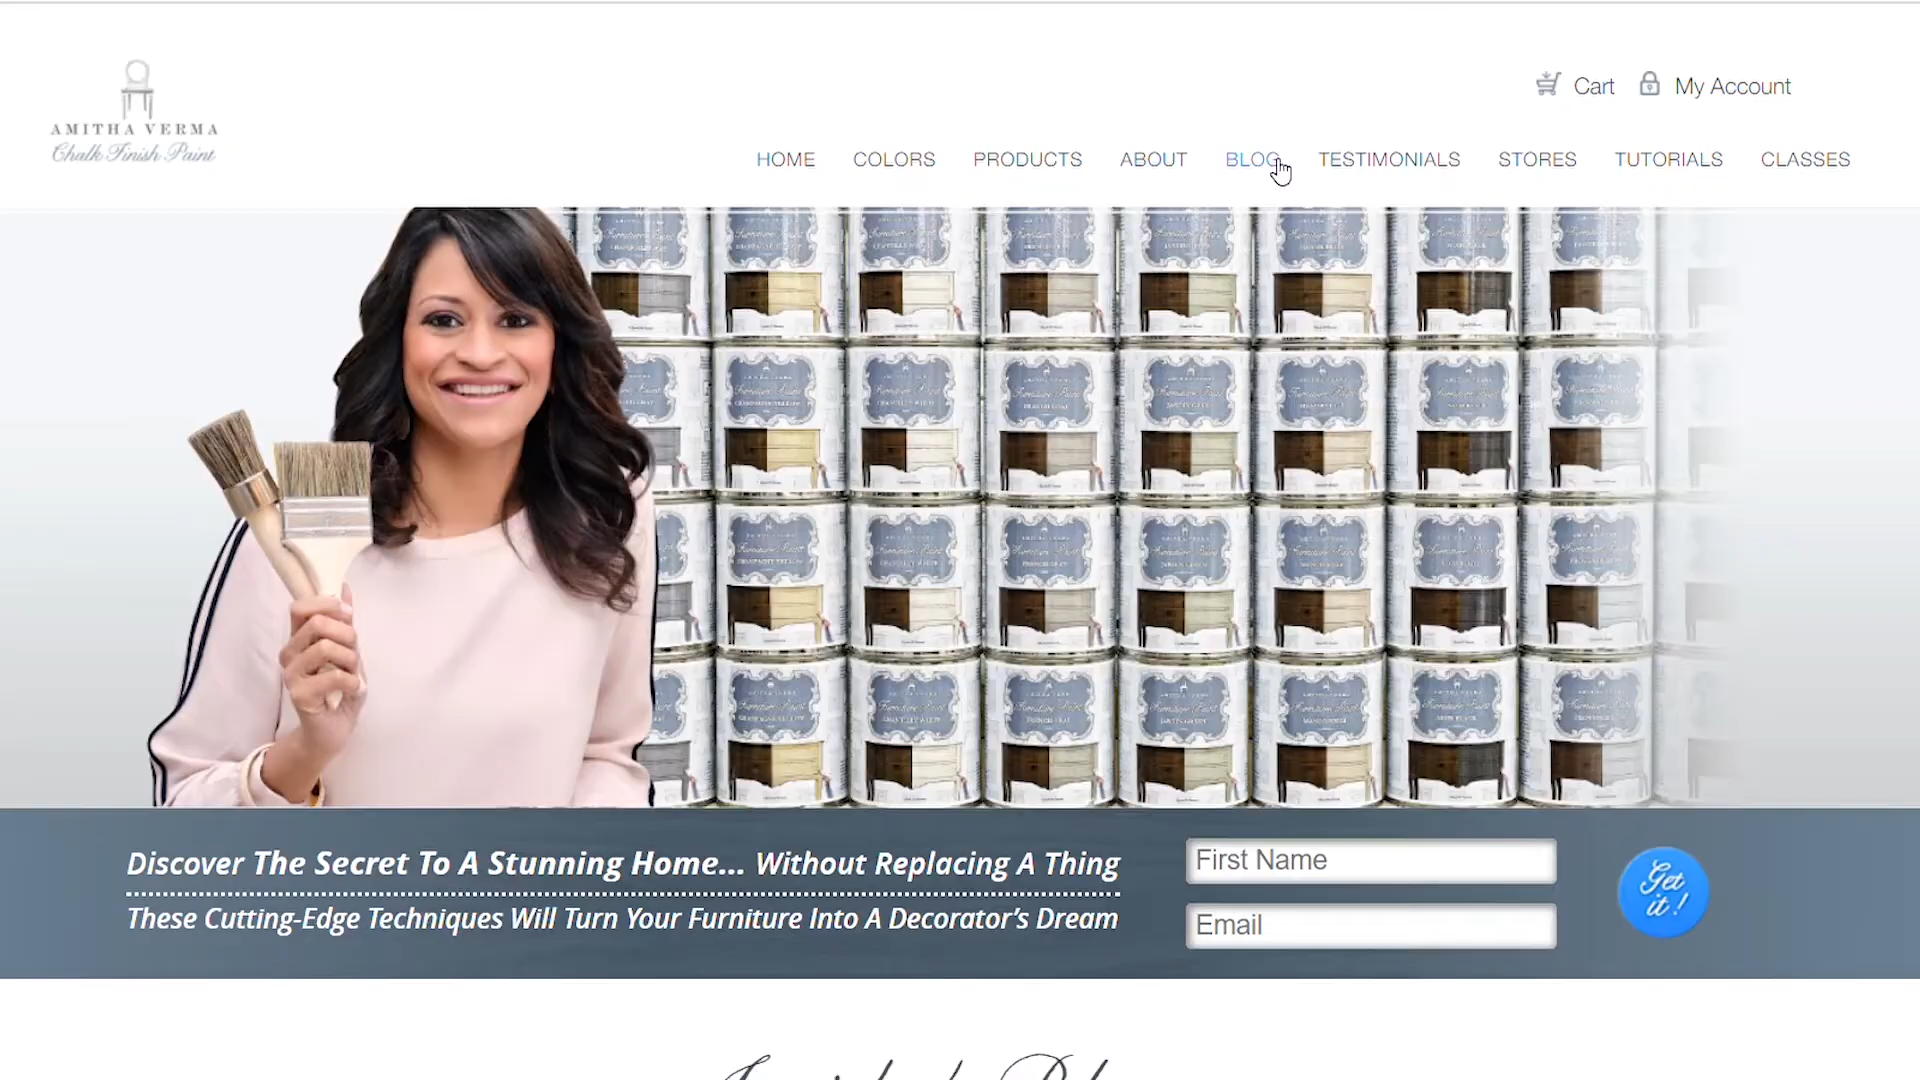 AMITHA VERMA
Chalk Finish Paint
Cart
My Account
HOME COLORS PRODUCTS ABOUT BLOG TESTIMONIALS STORES TUTORIALS CLASSES
Discover The Secret To A Stunning Home... Without Replacing A Thing
These Cutting-Edge Techniques Will Turn Your Furniture Into A Decorator's Dream
First Name
Email
Get it!